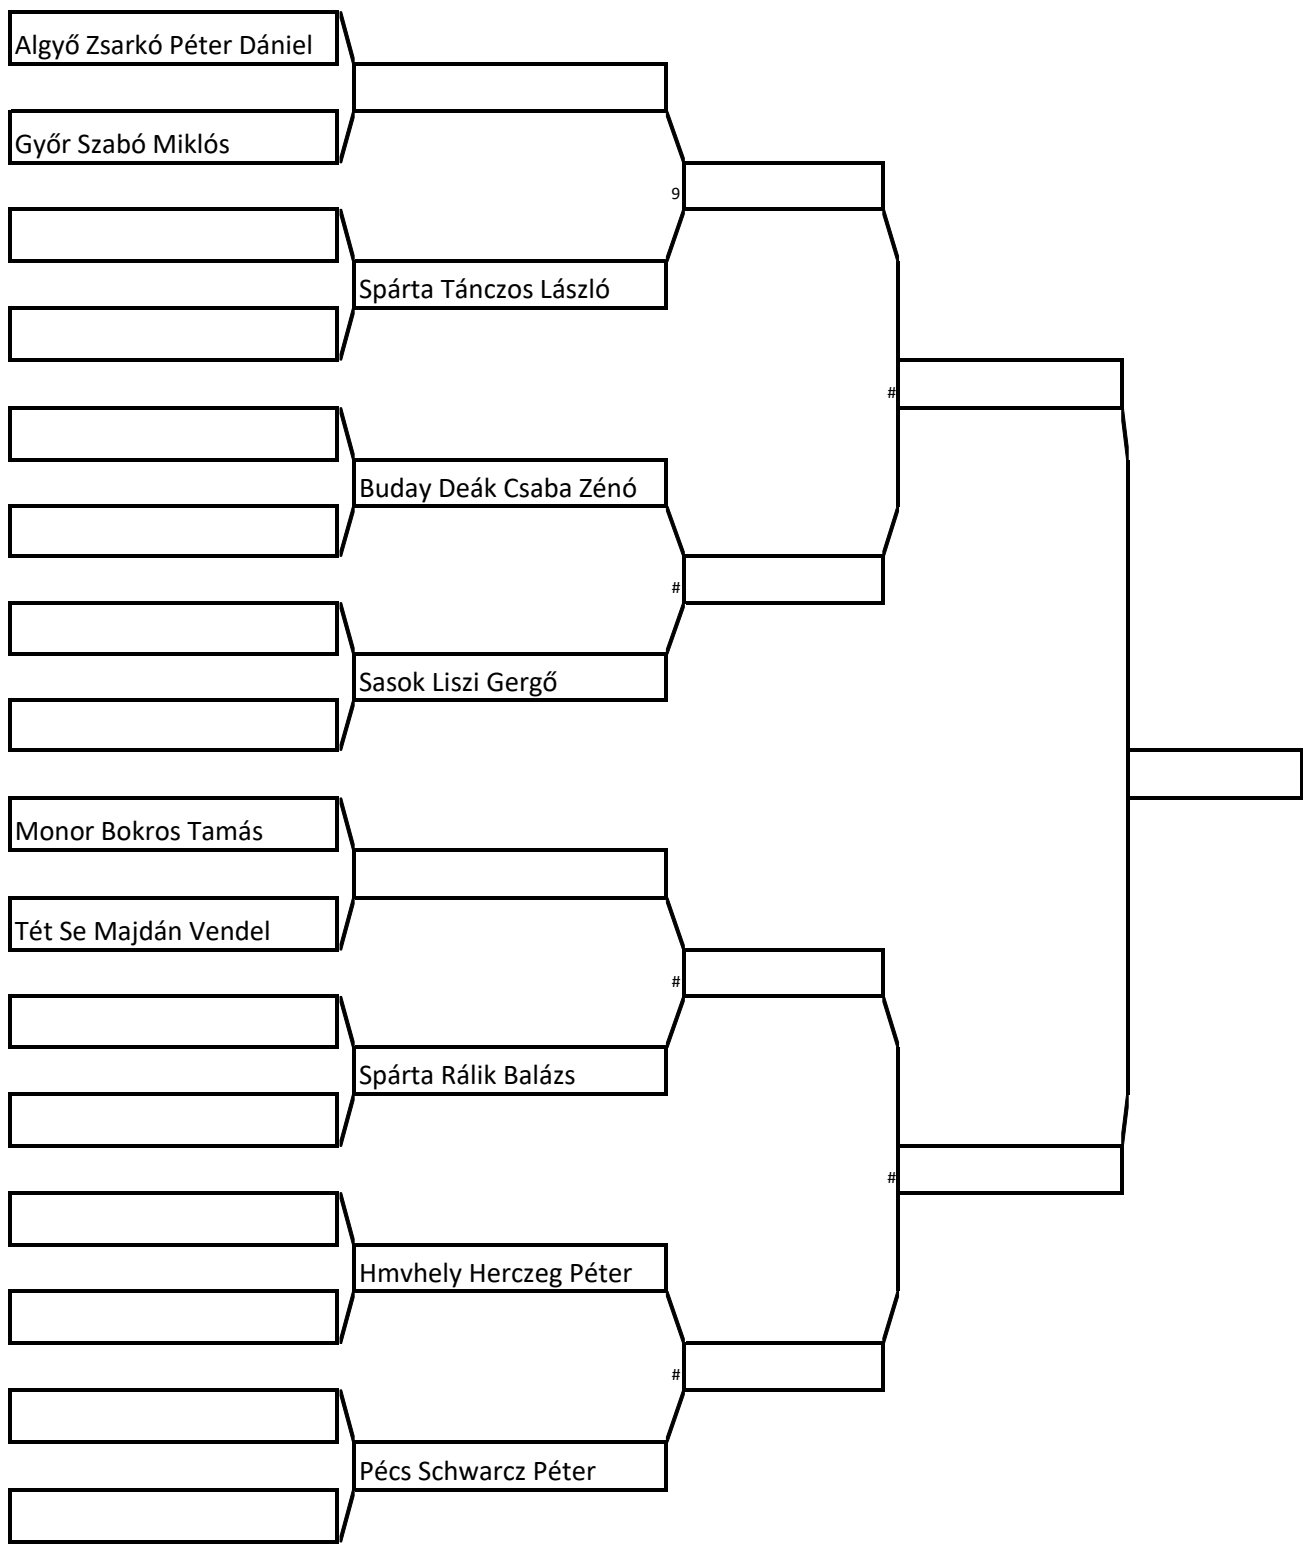 Algyő Zsarkó Péter Dániel
Győr Szabó Miklós
9
Spárta Tánczos László
#
Buday Deák Csaba Zénó
#
Sasok Liszi Gergő
Monor Bokros Tamás
Tét Se Majdán Vendel
#
Spárta Rálik Balázs
#
Hmvhely Herczeg Péter
#
Pécs Schwarcz Péter